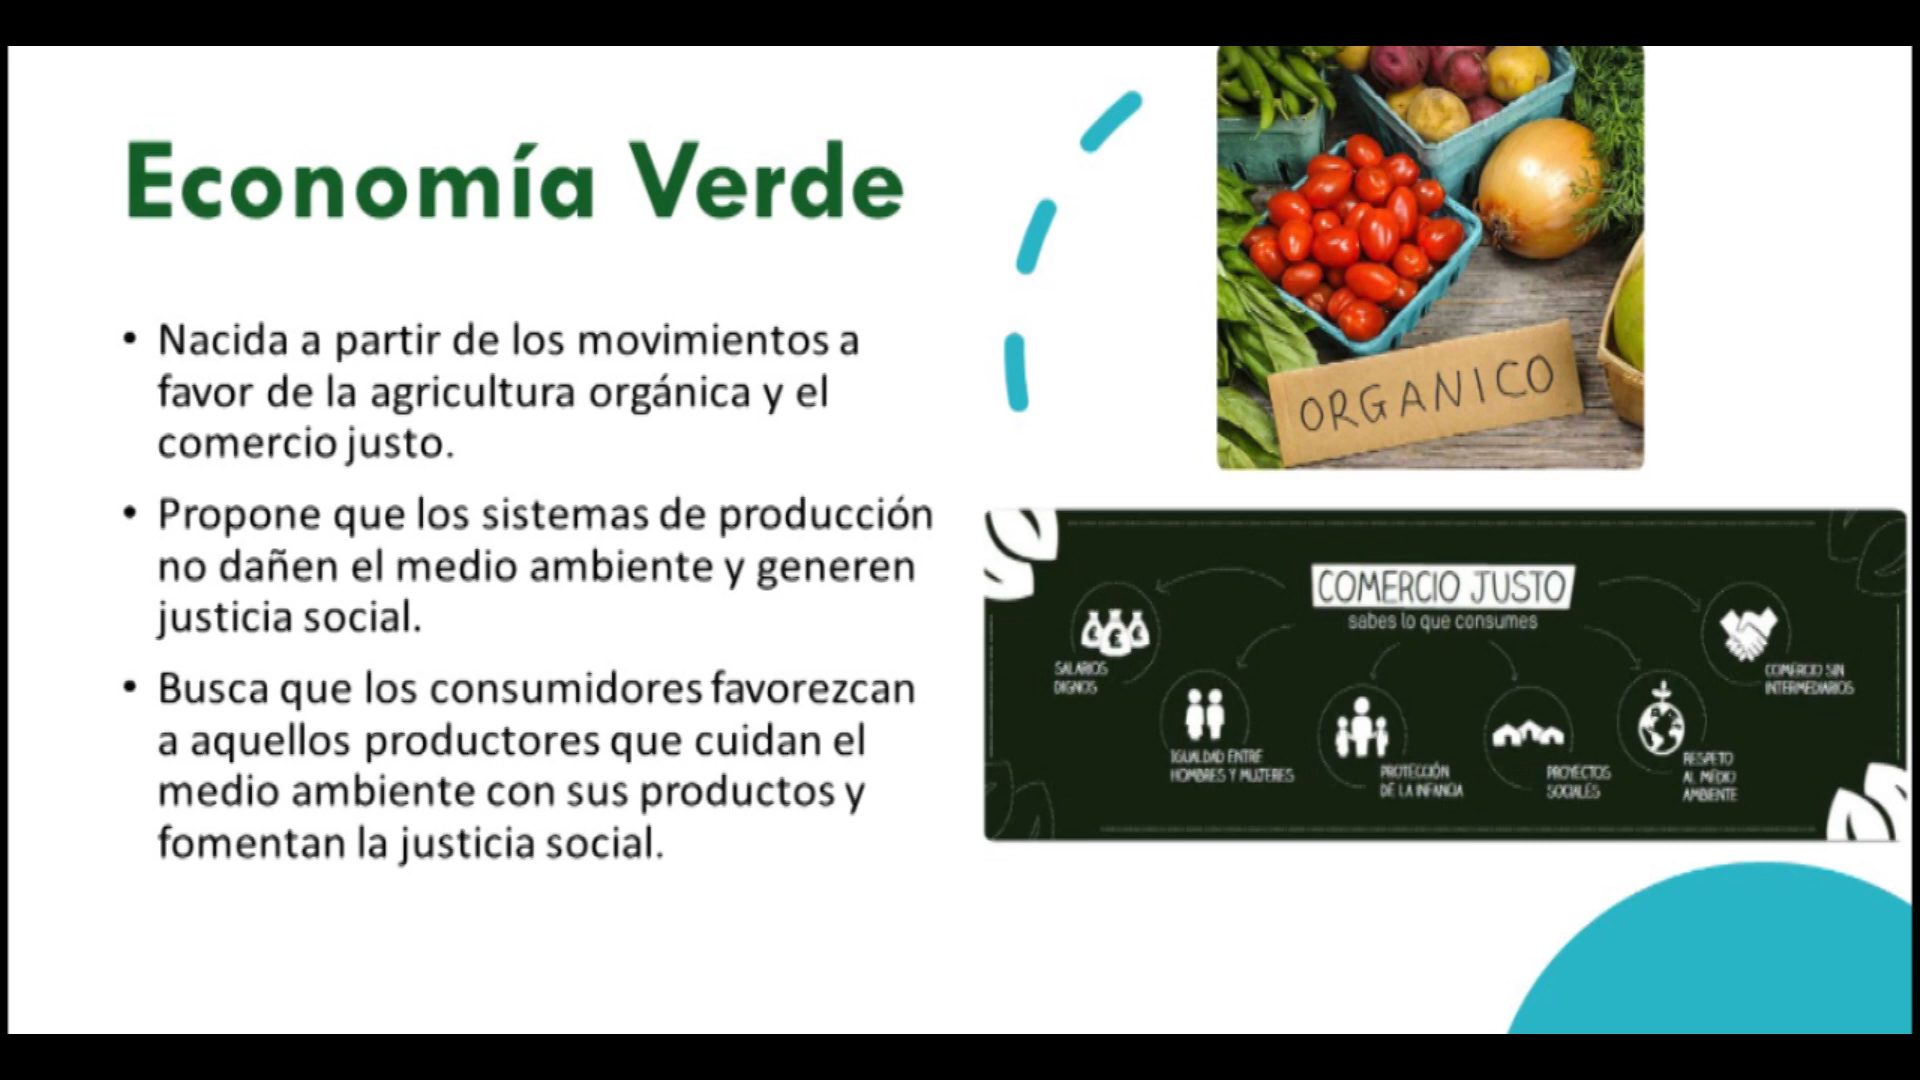 Economía Verde
• Nacida a partir de los movimientos a
favor de la agricultura orgánica y el
comercio justo.
• Propone que los sistemas de producción
no dañen el medio ambiente y generen
justicia social.
• Busca que los consumidores favorezcan
a aquellos productores que cuidan el
medio ambiente con sus productos y
fomentan la justicia social.
ORGANICO
COMERCIO JUSTO
sabes lo que consumes
SALARIOS
DIGNOS
IGUALDAD ENTRE
HOMBRES Y MUJERES
PROTECCIÓN
DE LA INFANCIA
PROYECTOS
SOCIALES
RESPETO
AL MEDIO
AMBIENTE
COMERCIO SIN
INTERMEDIARIOS